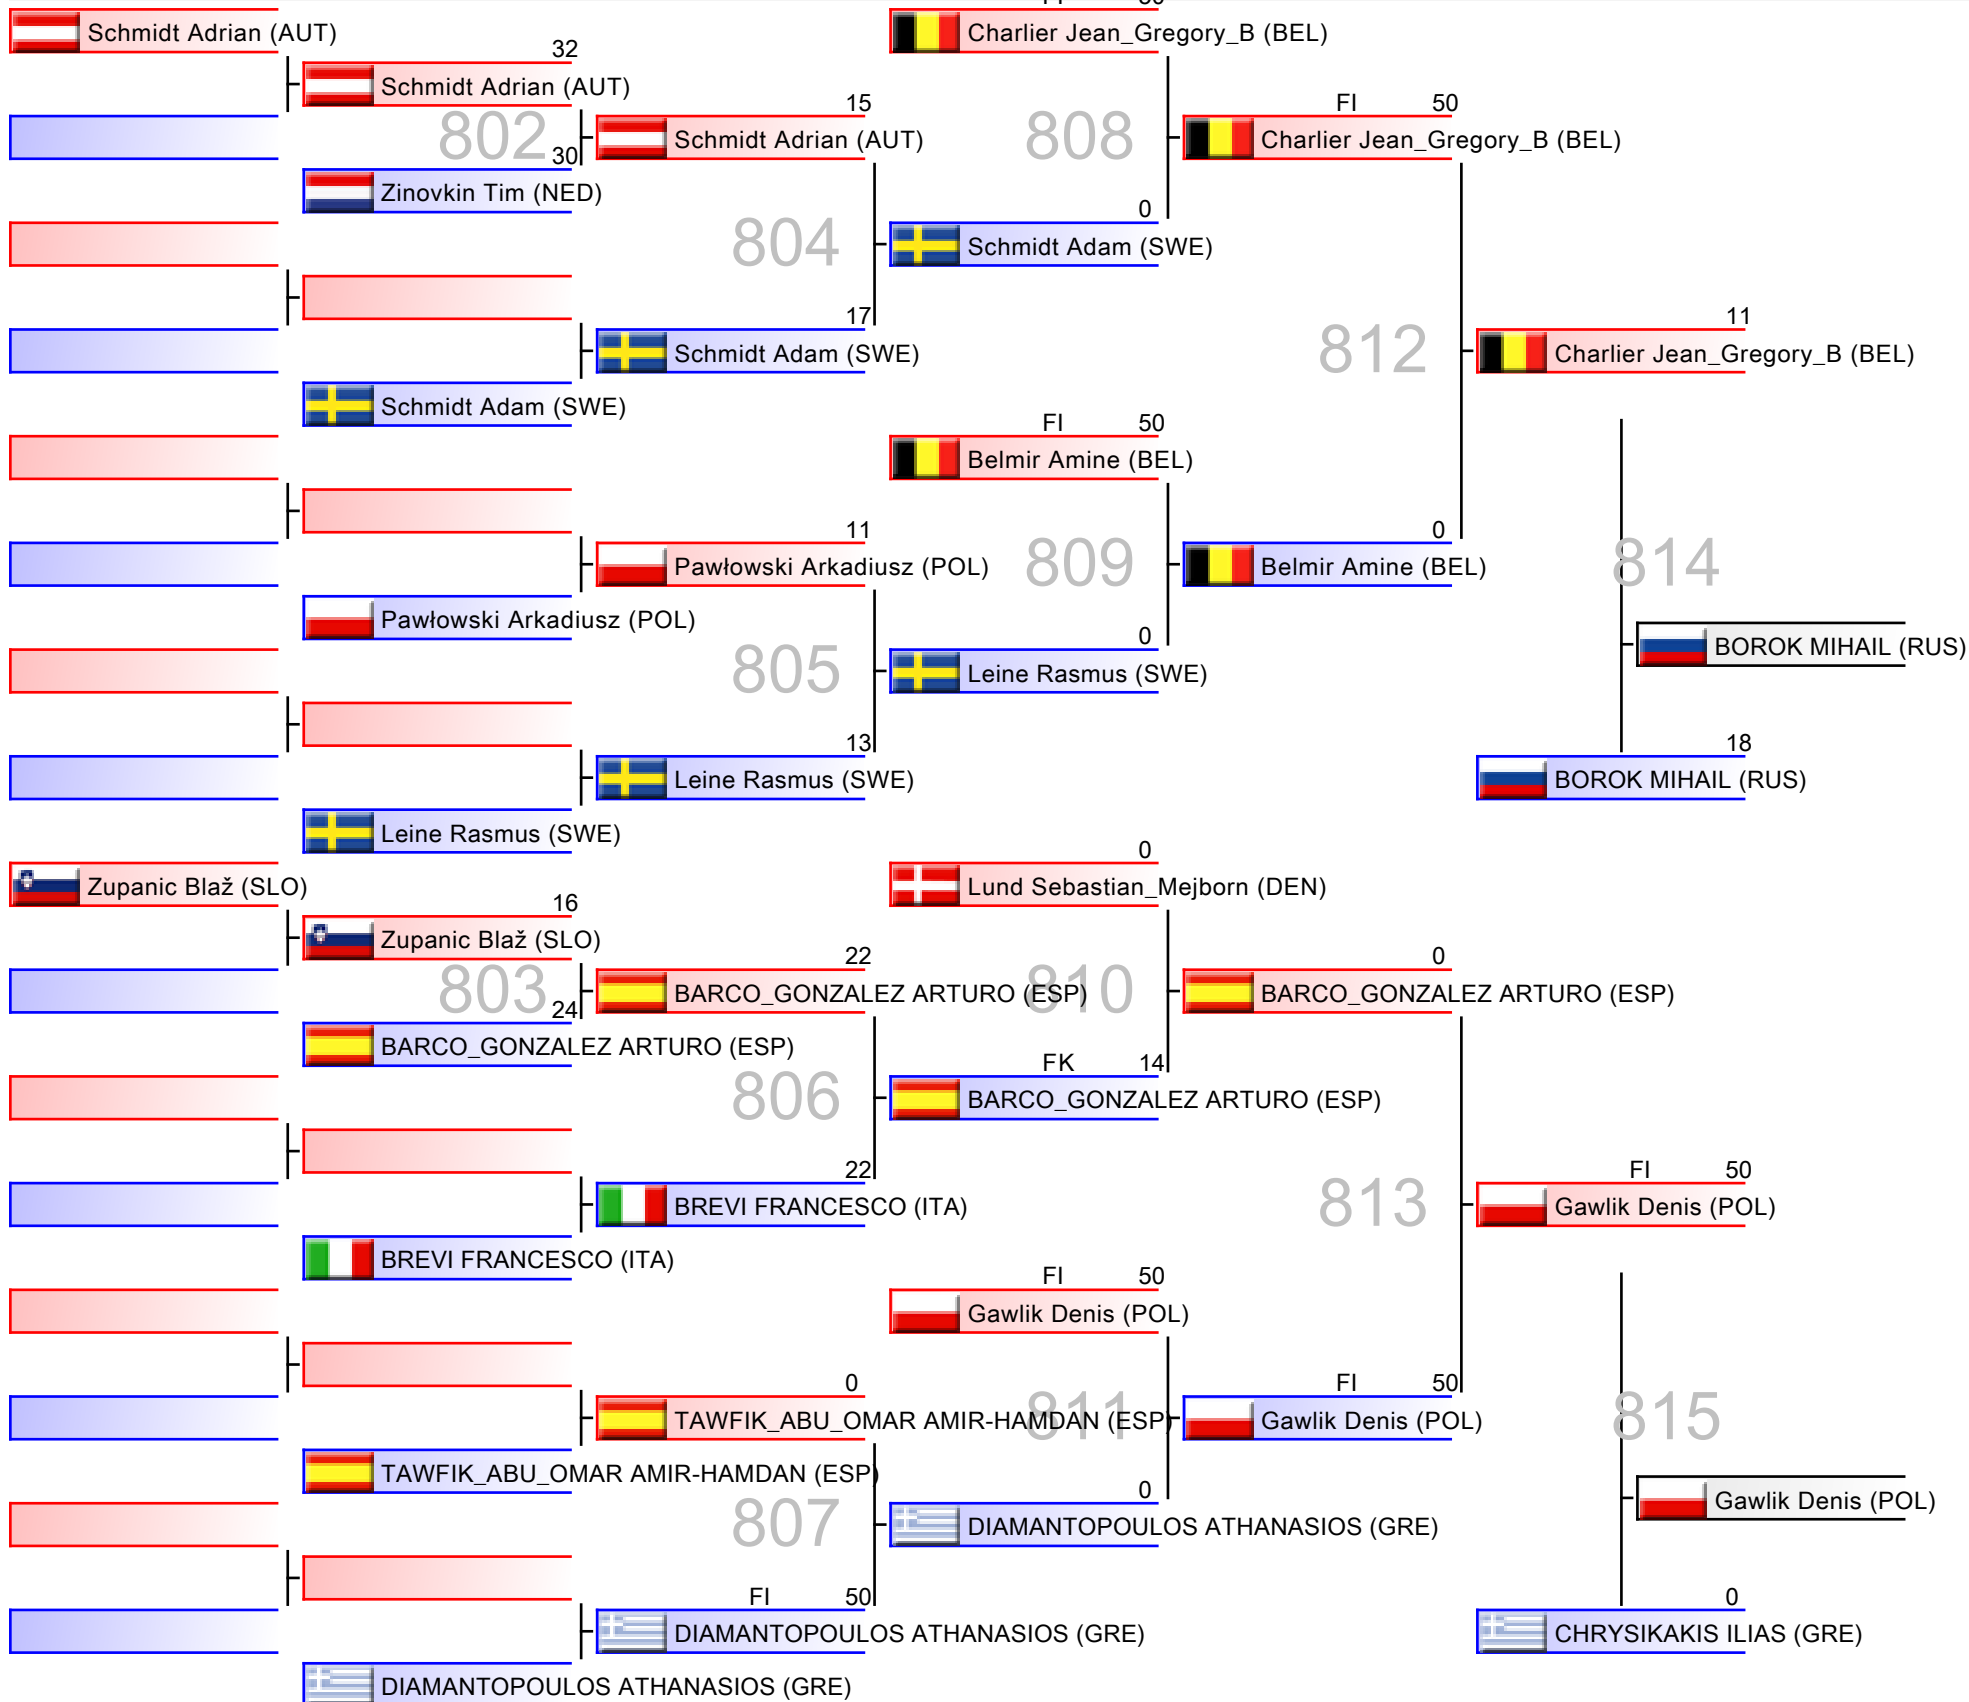 FI 50
Schmidt Adrian (AUT)
Charlier Jean_Gregory_B (BEL)
32
Schmidt Adrian (AUT)
15
FI 50
802
Schmidt Adrian (AUT)
808
Charlier Jean_Gregory_B (BEL)
30
Zinovkin Tim (NED)
0
804
Schmidt Adam (SWE)
17
11
Schmidt Adam (SWE)
812
Charlier Jean_Gregory_B (BEL)
Schmidt Adam (SWE)
FI 50
Belmir Amine (BEL)
11
0
Pawłowski Arkadiusz (POL)
809
Belmir Amine (BEL)
814
Pawłowski Arkadiusz (POL)
0
BOROK MIHAIL (RUS)
805
Leine Rasmus (SWE)
13
18
Leine Rasmus (SWE)
BOROK MIHAIL (RUS)
Leine Rasmus (SWE)
0
Zupanic Blaž (SLO)
Lund Sebastian_Mejborn (DEN)
16
Zupanic Blaž (SLO)
22
0
803
BARCO_GONZALEZ ARTURO (ESP)
810
BARCO_GONZALEZ ARTURO (ESP)
24
BARCO_GONZALEZ ARTURO (ESP)
FK 14
806
BARCO_GONZALEZ ARTURO (ESP)
22
FI 50
BREVI FRANCESCO (ITA)
813
Gawlik Denis (POL)
BREVI FRANCESCO (ITA)
FI 50
Gawlik Denis (POL)
0
FI 50
TAWFIK_ABU_OMAR AMIR-HAMDAN (ESP)
811
Gawlik Denis (POL)
815
TAWFIK_ABU_OMAR AMIR-HAMDAN (ESP)
0
Gawlik Denis (POL)
807
DIAMANTOPOULOS ATHANASIOS (GRE)
FI 50
0
DIAMANTOPOULOS ATHANASIOS (GRE)
CHRYSIKAKIS ILIAS (GRE)
DIAMANTOPOULOS ATHANASIOS (GRE)